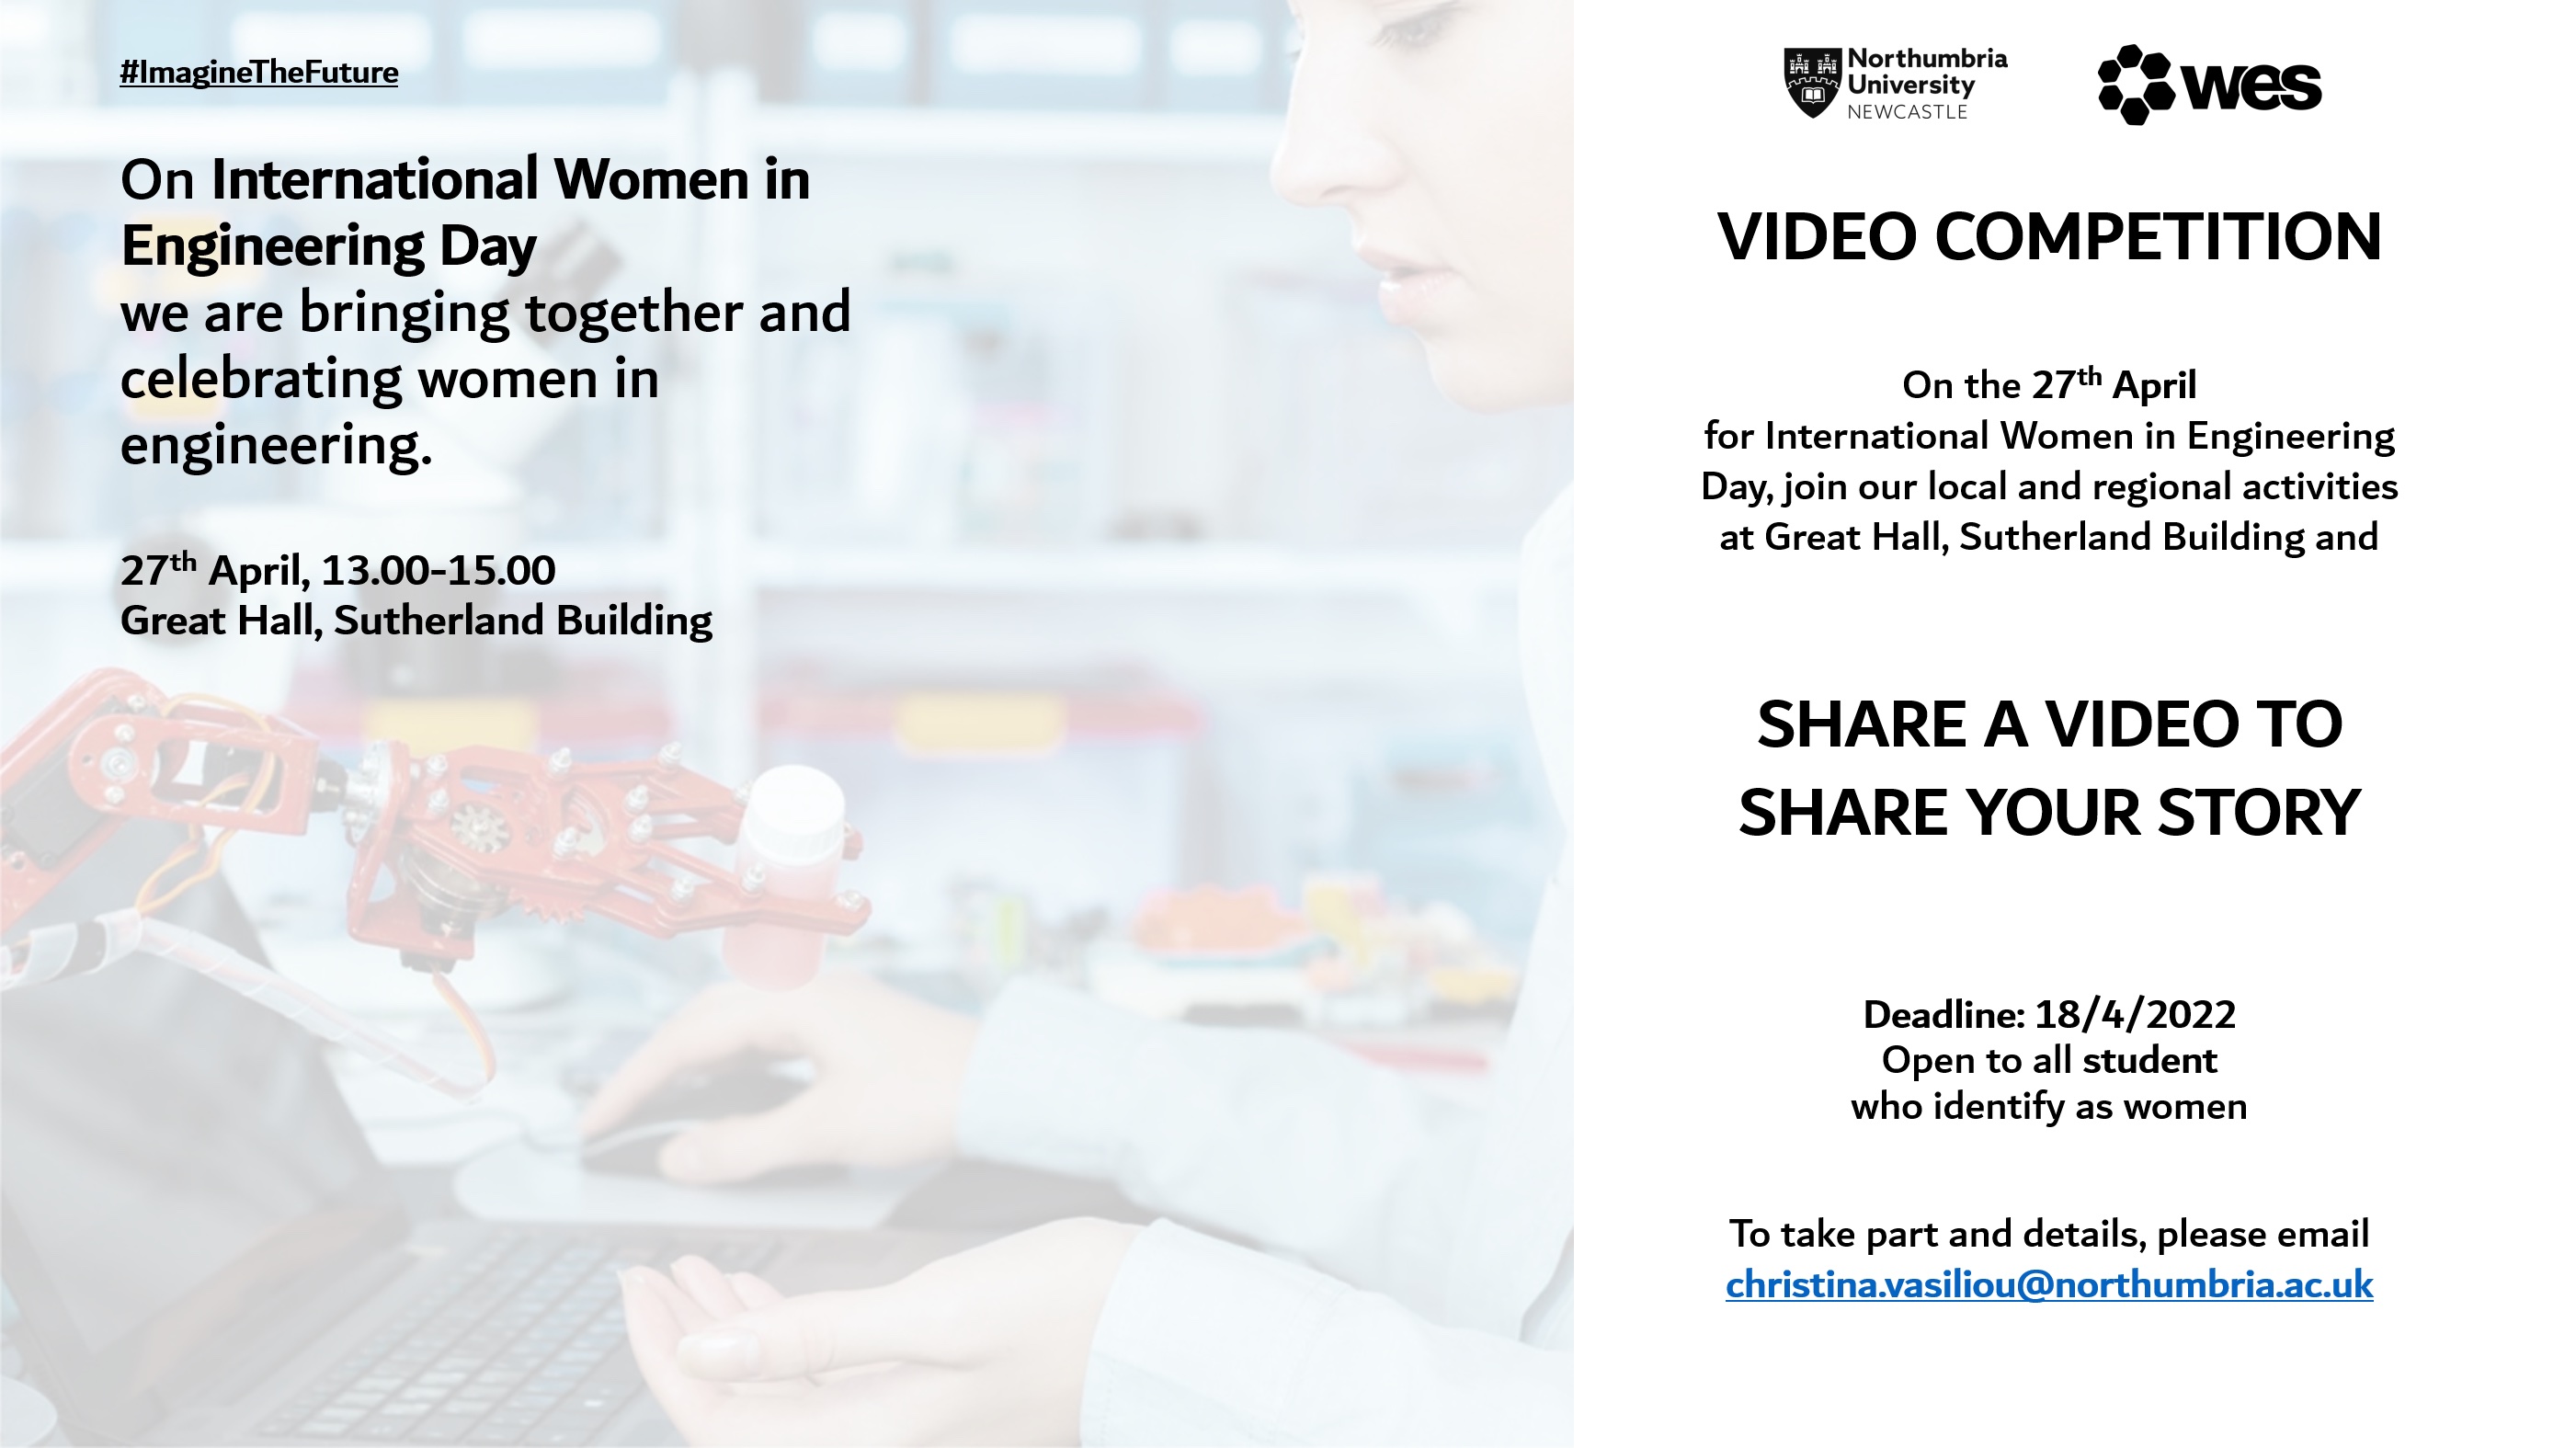 #ImagineTheFuture
On International Women in
Engineering Day
we are bringing together and
celebrating women in
engineering.
27th April, 13.00-15.00
Great Hall, Sutherland Building
Northumbria
University
NEWCASTLE
wes
VIDEO COMPETITION
On the 27th April
for International Women in Engineering
Day, join our local and regional activities
at Great Hall, Sutherland Building and
SHARE A VIDEO TO
SHARE YOUR STORY
Deadline: 18/4/2022
Open to all student
who identify as women
To take part and details, please email
christina.vasiliou@northumbria.ac.uk